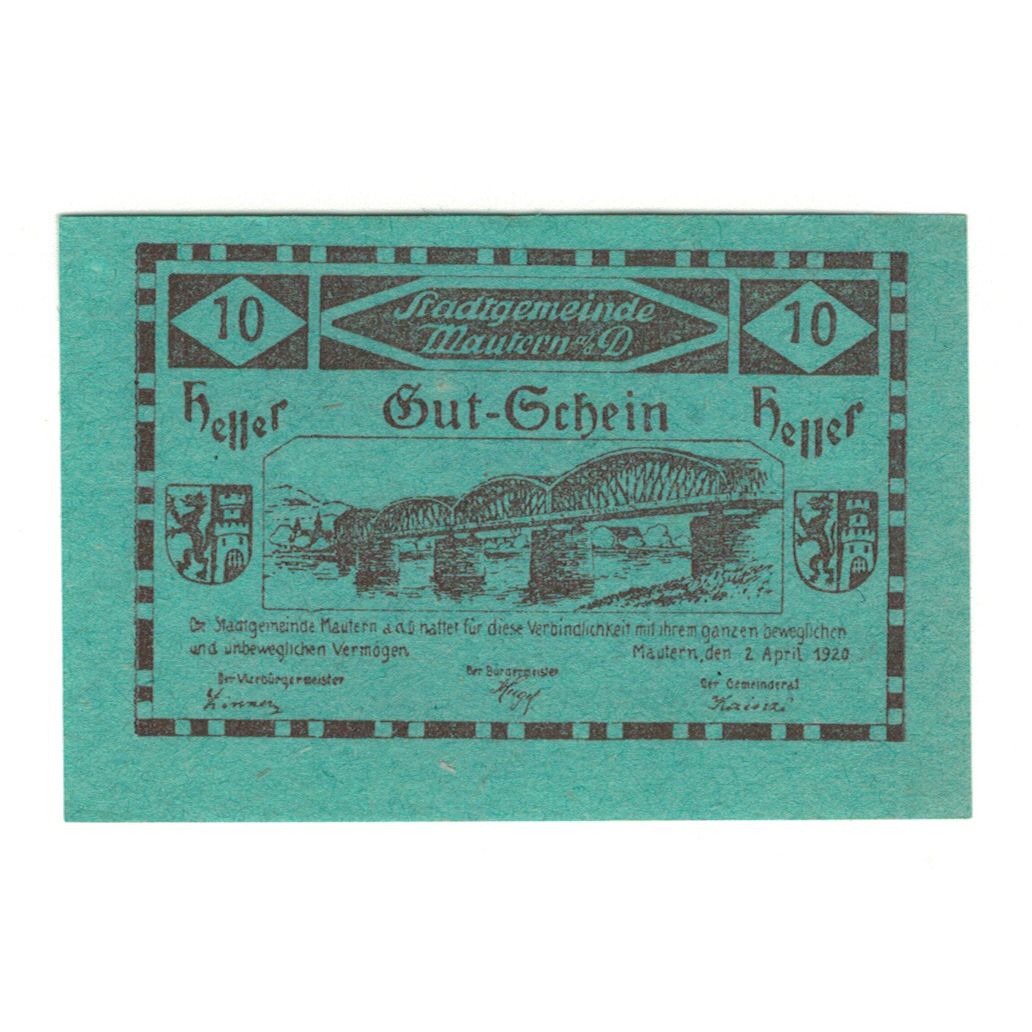 10
Stadtgemeinde
Mautern a/D.
10
Heller
Gut-Schein
Heller
Die Stadtgemeinde Mautern a.a.D haftet für diese Verbindlichkeit mit ihrem ganzen beweglichen
und unbeweglichen Vermögen
Mautern, den 2 April 1920
Der Vizebürgermeister
Der Bürgermeister
Der Gemeinderat